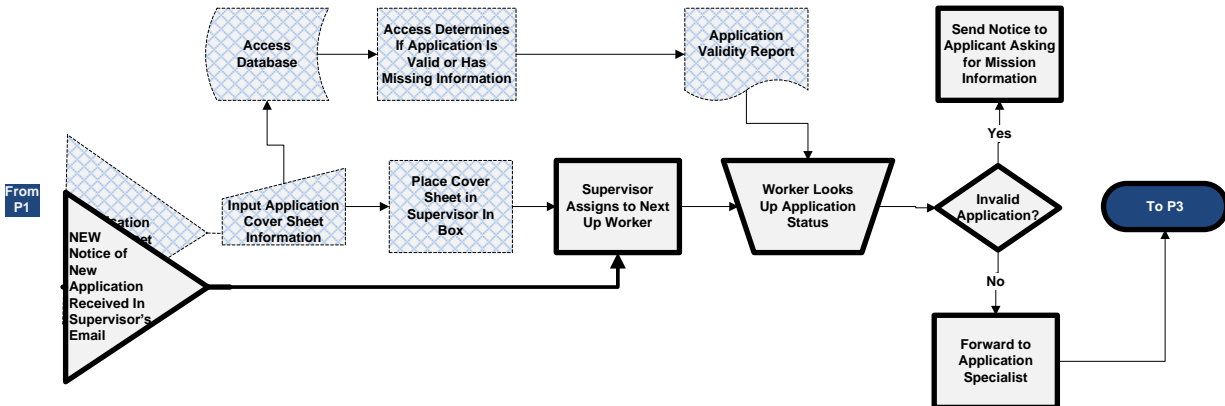 Access
Database
Access Determines
If Application Is
Valid or Has
Missing Information
Application
Validity Report
Send Notice to
Applicant Asking
for Mission
Information
Yes
From
P1
Input Application
Cover Sheet
Information
Place Cover
Sheet in
Supervisor In
Box
Supervisor
Assigns to Next
Up Worker
Worker Looks
Up Application
Status
Invalid
Application?
To P3
NEW
Notice of
New
Application
Received In
Supervisor's
Email
No
Forward to
Application
Specialist